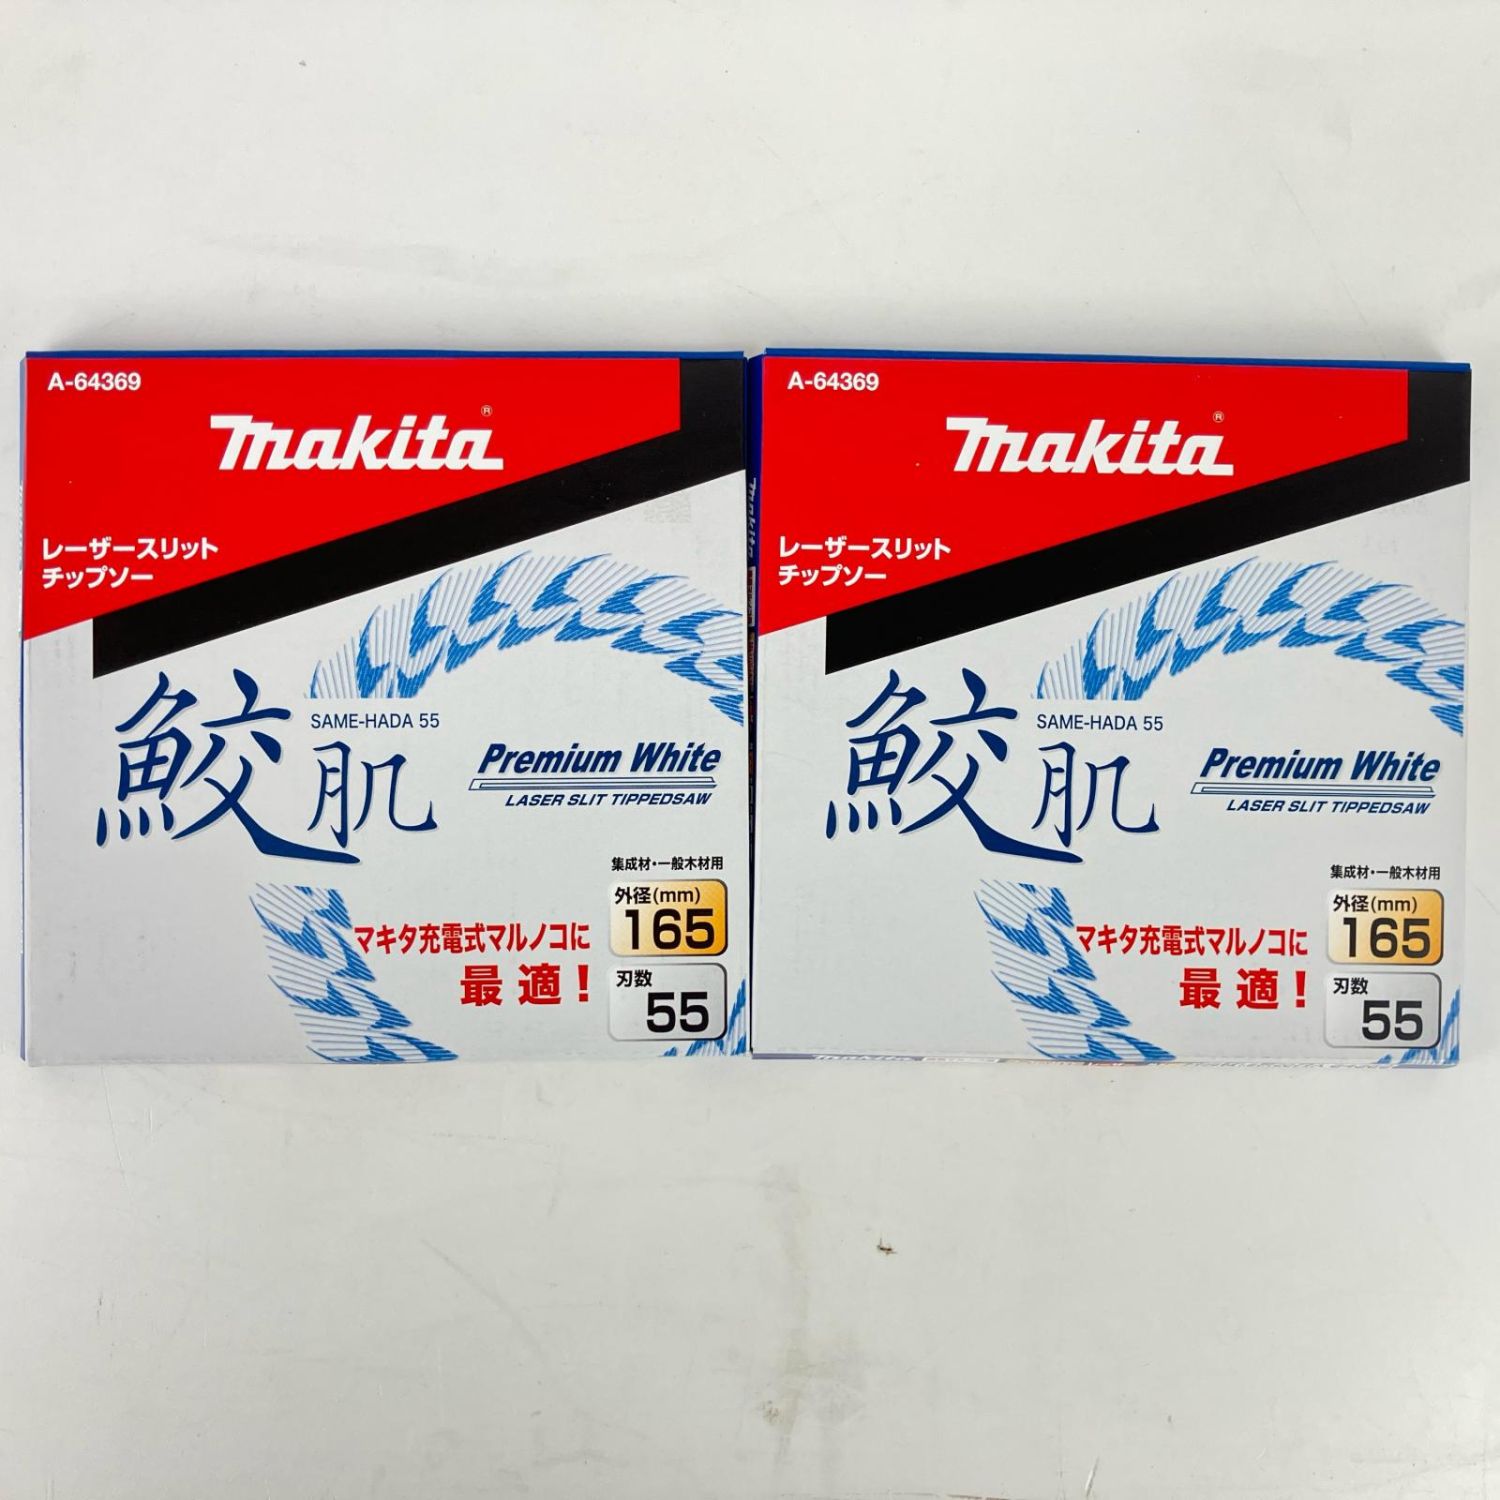 A-64369
makita®
レーザースリット
チップソー
SAME-HADA 55
鮫肌
Premium White
LASER SLIT TIPPEDSAW
集成材・一般木材用
外径(mm)
165
マキタ充電式マルノコに
最適！
刃数
55
A-64369
makita®
レーザースリット
チップソー
SAME-HADA 55
鮫肌
Premium White
LASER SLIT TIPPEDSAW
集成材・一般木材用
外径(mm)
165
マキタ充電式マルノコに
最適！
刃数
55
makita
makita